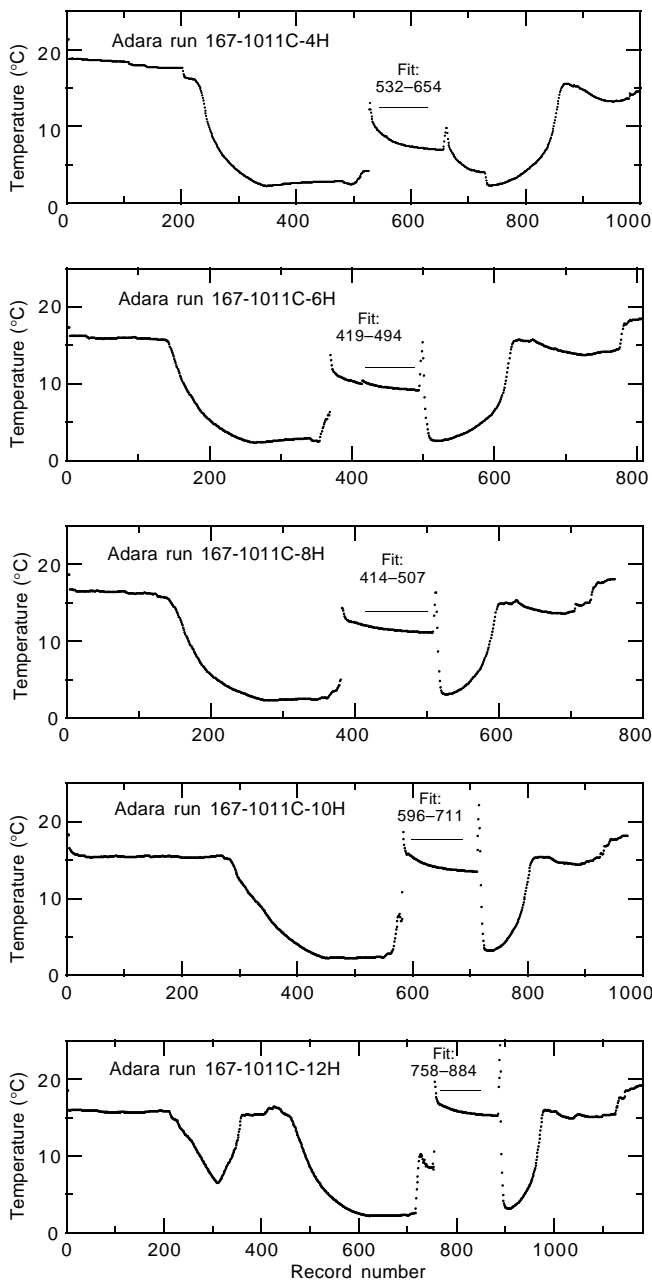 Adara run 167-1011C-4H
Fit:
532–654
Temperature (°C)
20
10
0
0 200 400 600 800 1000
Adara run 167-1011C-6H
Fit:
419–494
Temperature (°C)
20
10
0
0 200 400 600 800
Adara run 167-1011C-8H
Fit:
414–507
Temperature (°C)
20
10
0
0 200 400 600 800
Adara run 167-1011C-10H
Fit:
596–711
Temperature (°C)
20
10
0
0 200 400 600 800 1000
Adara run 167-1011C-12H
Fit:
758–884
Temperature (°C)
20
10
0
0 200 400 600 800 1000
Record number